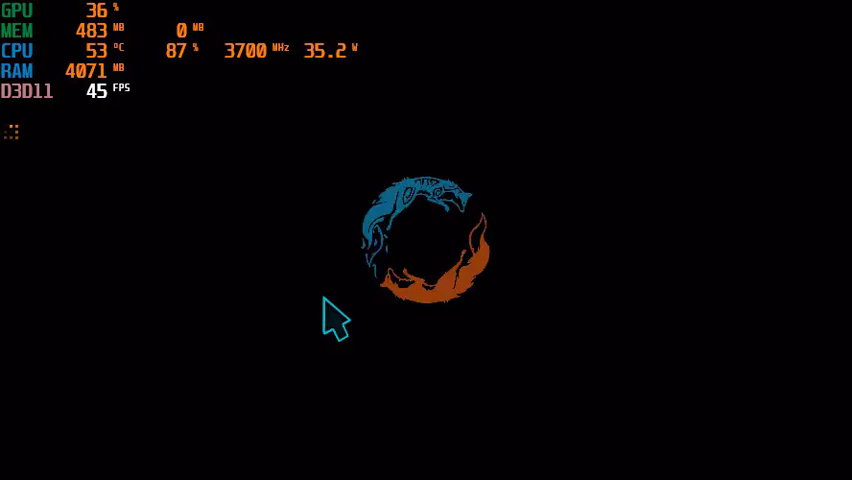 GPU 36 %
MEM 483 MB 0 MB
CPU 53 °C 87 % 3700 MHz 35.2 W
RAM 4071 MB
D3D11 45 FPS